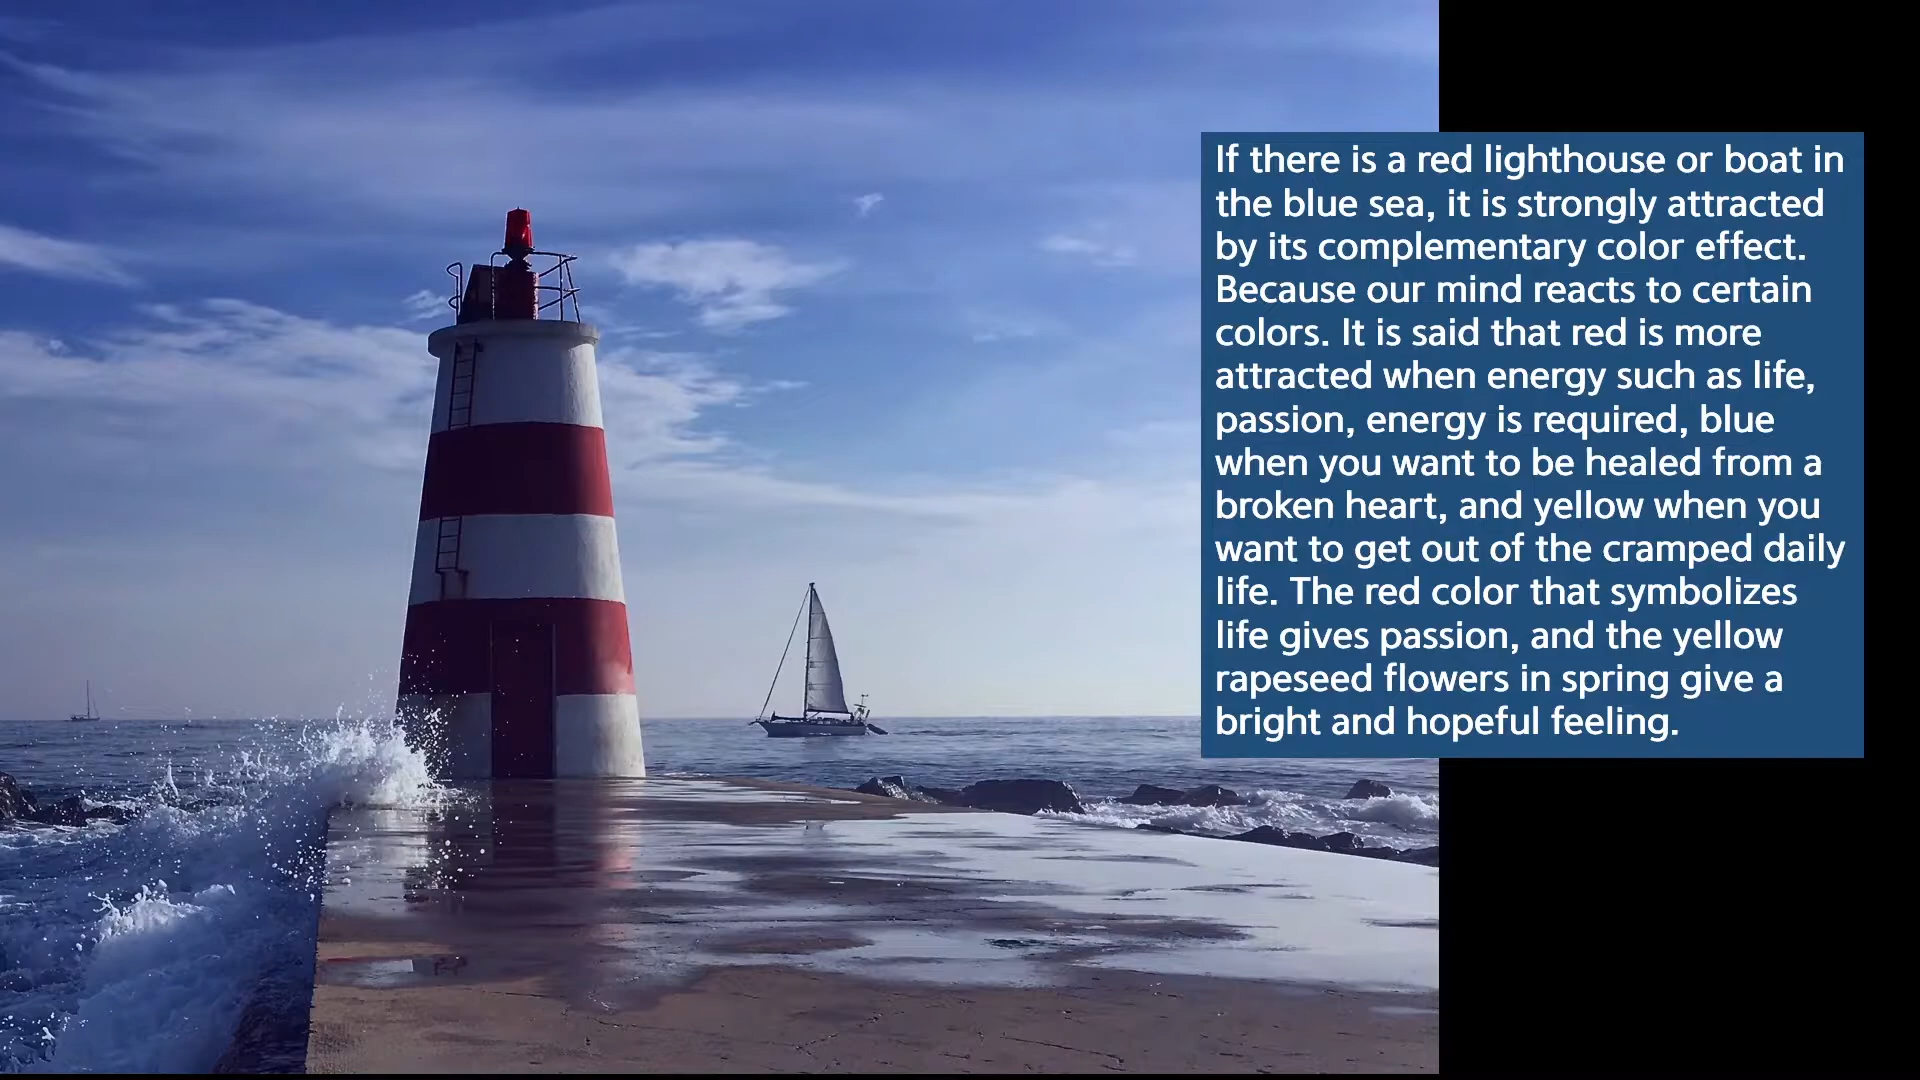 If there is a red lighthouse or boat in
the blue sea, it is strongly attracted
by its complementary color effect.
Because our mind reacts to certain
colors. It is said that red is more
attracted when energy such as life,
passion, energy is required, blue
when you want to be healed from a
broken heart, and yellow when you
want to get out of the cramped daily
life. The red color that symbolizes
life gives passion, and the yellow
rapeseed flowers in spring give a
bright and hopeful feeling.